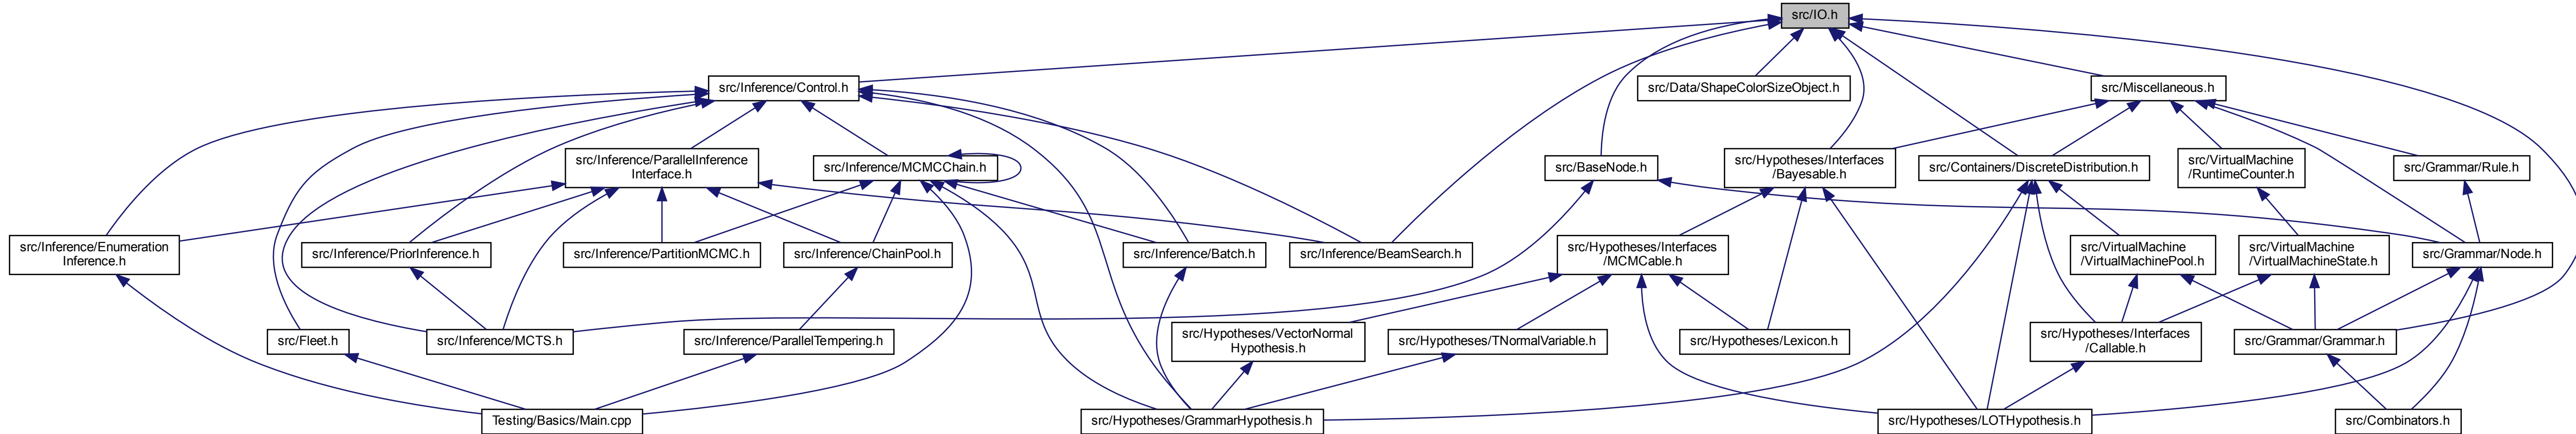 src/IO.h
src/Inference/Control.h
src/Data/ShapeColorSizeObject.h
src/Miscellaneous.h
src/Inference/ParallelInference
Interface.h
src/Inference/MCMCChain.h
src/BaseNode.h
src/Hypotheses/Interfaces
/Bayesable.h
src/Containers/DiscreteDistribution.h
src/VirtualMachine
/RuntimeCounter.h
src/Grammar/Rule.h
src/Inference/Enumeration
Inference.h
src/Inference/PriorInference.h
src/Inference/PartitionMCMC.h
src/Inference/ChainPool.h
src/Inference/Batch.h
src/Inference/BeamSearch.h
src/Hypotheses/Interfaces
/MCMCable.h
src/VirtualMachine
/VirtualMachinePool.h
src/VirtualMachine
/VirtualMachineState.h
src/Grammar/Node.h
src/Fleet.h
src/Inference/MCTS.h
src/Inference/ParallelTempering.h
src/Hypotheses/VectorNormal
Hypothesis.h
src/Hypotheses/TNormalVariable.h
src/Hypotheses/Lexicon.h
src/Hypotheses/Interfaces
/Callable.h
src/Grammar/Grammar.h
Testing/Basics/Main.cpp
src/Hypotheses/GrammarHypothesis.h
src/Hypotheses/LOTHypothesis.h
src/Combinators.h